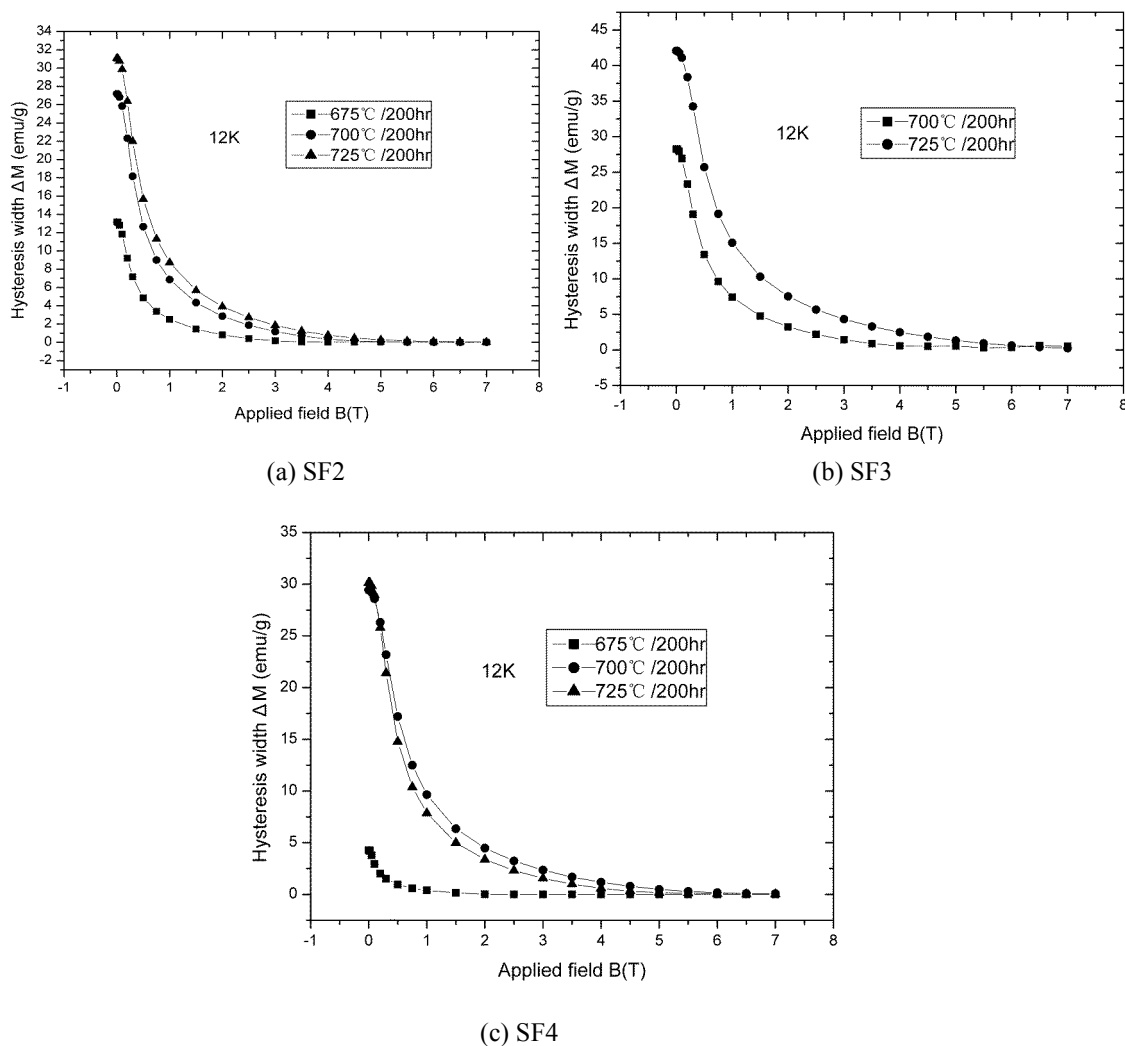 Hysteresis width ΔM (emu/g)
34
32
30
28
26
24
22
20
18
16
14
12
10
8
6
4
2
0
-2
12K
675℃ /200hr
700℃ /200hr
725℃ /200hr
-1 0 1 2 3 4 5 6 7 8
Applied field B(T)
(a) SF2
Hysteresis width ΔM (emu/g)
45
40
35
30
25
20
15
10
5
0
-5
12K
700℃ /200hr
725℃ /200hr
-1 0 1 2 3 4 5 6 7 8
Applied field B(T)
(b) SF3
Hysteresis width ΔM (emu/g)
35
30
25
20
15
10
5
0
12K
675℃ /200hr
700℃ /200hr
725℃ /200hr
-1 0 1 2 3 4 5 6 7 8
Applied field B(T)
(c) SF4